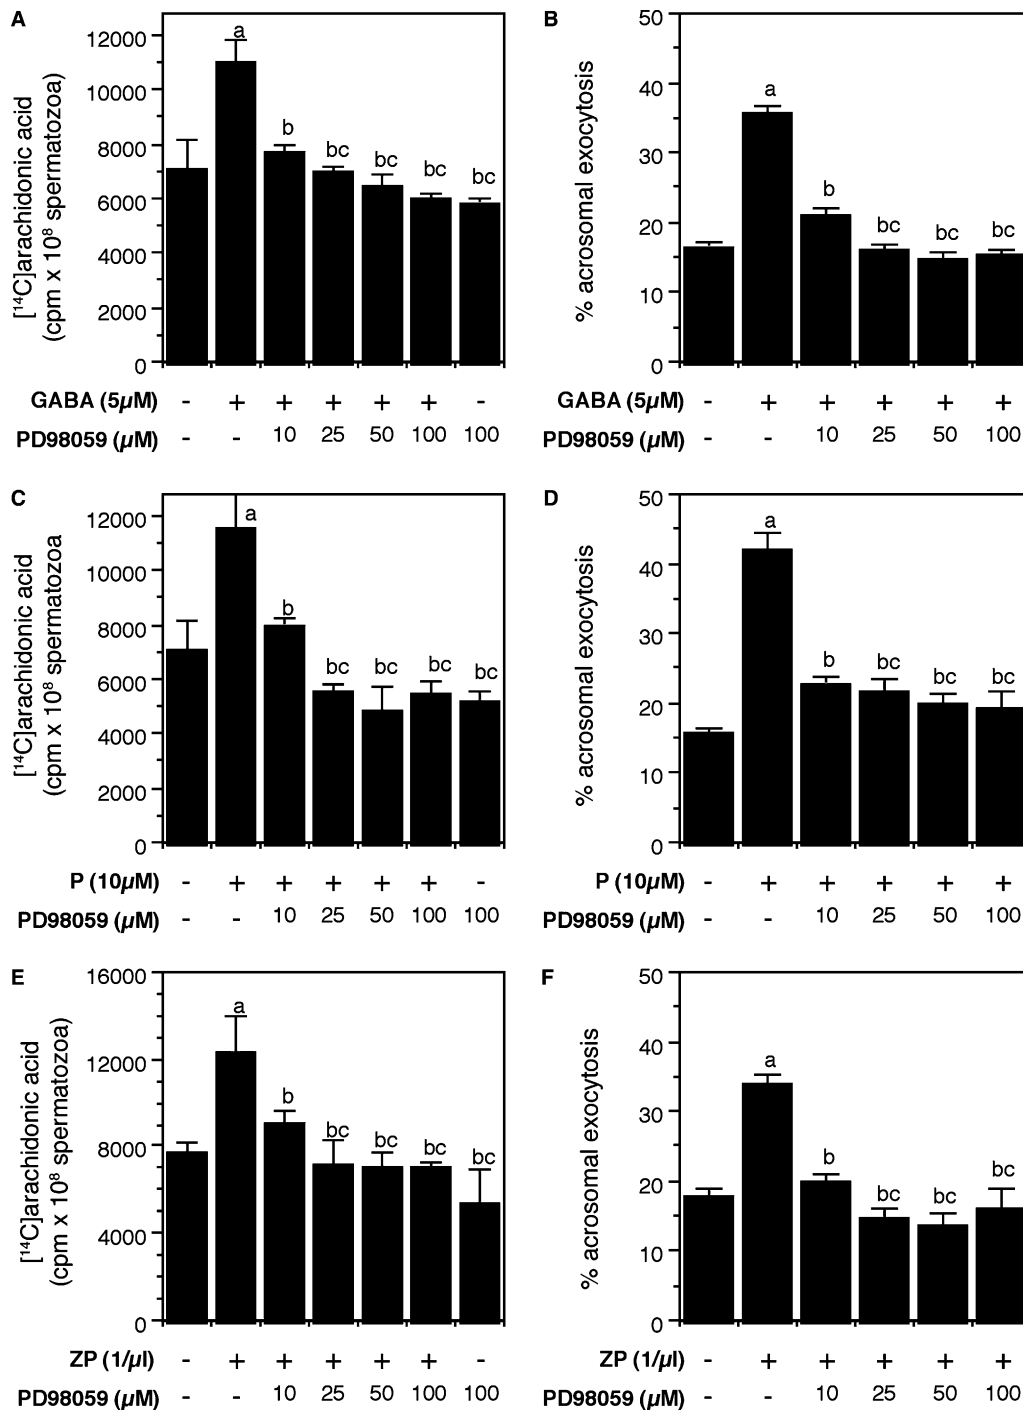 A
[¹⁴C]arachidonic acid
(cpm x 10⁸ spermatozoa)
12000
10000
8000
6000
4000
2000
0
a
b
bc
bc
bc
bc
GABA (5µM) - + + + + + -
PD98059 (µM) - - 10 25 50 100 100
B
% acrosomal exocytosis
50
40
30
20
10
0
a
b
bc
bc
bc
GABA (5µM) - + + + + +
PD98059 (µM) - - 10 25 50 100
C
[¹⁴C]arachidonic acid
(cpm x 10⁸ spermatozoa
12000
10000
8000
6000
4000
2000
0
a
b
bc
bc
bc
bc
P (10µM) - + + + + + -
PD98059 (µM) - - 10 25 50 100 100
D
% acrosomal exocytosis
50
40
30
20
10
0
a
b
bc
bc
bc
P (10µM) - + + + + +
PD98059 (µM) - - 10 25 50 100
E
[¹⁴C]arachidonic acid
(cpm x 10⁸ spermatozoa)
16000
12000
8000
4000
0
a
b
bc
bc
bc
bc
ZP (1/µl) - + + + + + -
PD98059 (µM) - - 10 25 50 100 100
F
% acrosomal exocytosis
50
40
30
20
10
0
a
b
bc
bc
bc
ZP (1/µl) - + + + + +
PD98059 (µM) - - 10 25 50 100